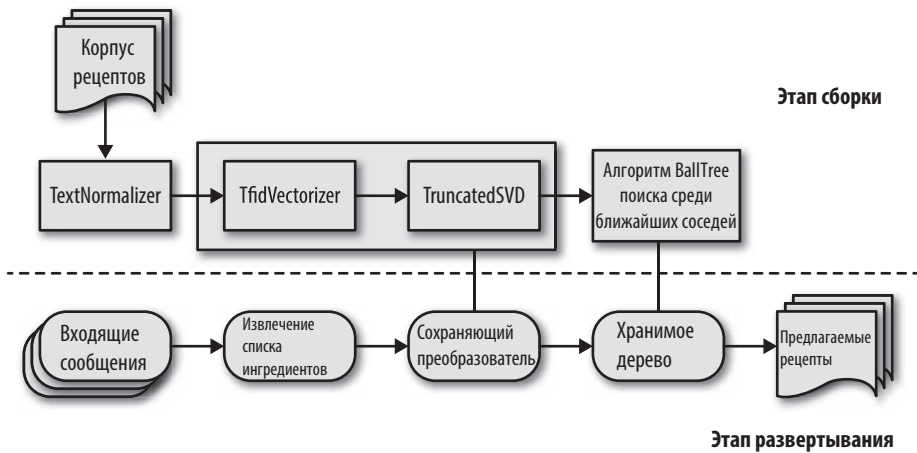 Корпус
рецептов
Этап сборки
TextNormalizer
TfidVectorizer
TruncatedSVD
Алгоритм BallTree
поиска среди
ближайших соседей
Входящие
сообщения
Извлечение
списка
ингредиентов
Сохраняющий
преобразователь
Хранимое
дерево
Предлагаемые
рецепты
Этап развертывания